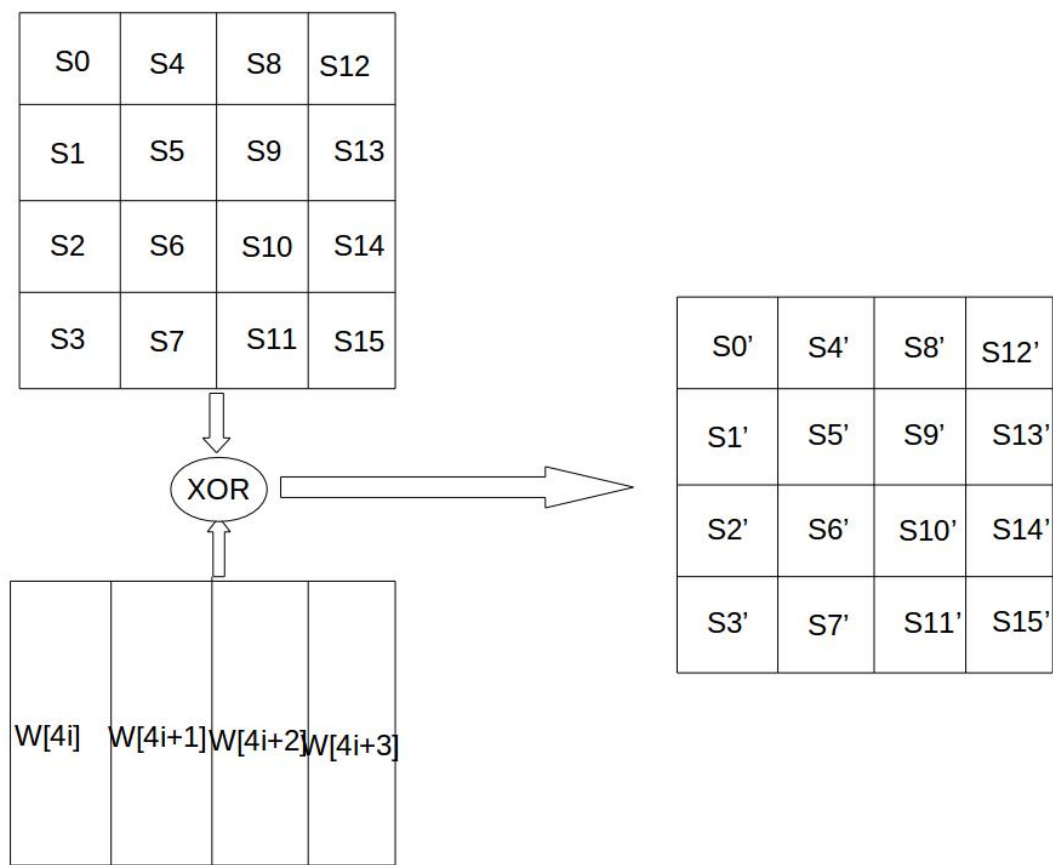 S0 S4 S8 S12
S1 S5 S9 S13
S2 S6 S10 S14
S3 S7 S11 S15
XOR
W[4i] W[4i+1] W[4i+2] W[4i+3]
S0’ S4’ S8’ S12’
S1’ S5’ S9’ S13’
S2’ S6’ S10’ S14’
S3’ S7’ S11’ S15’